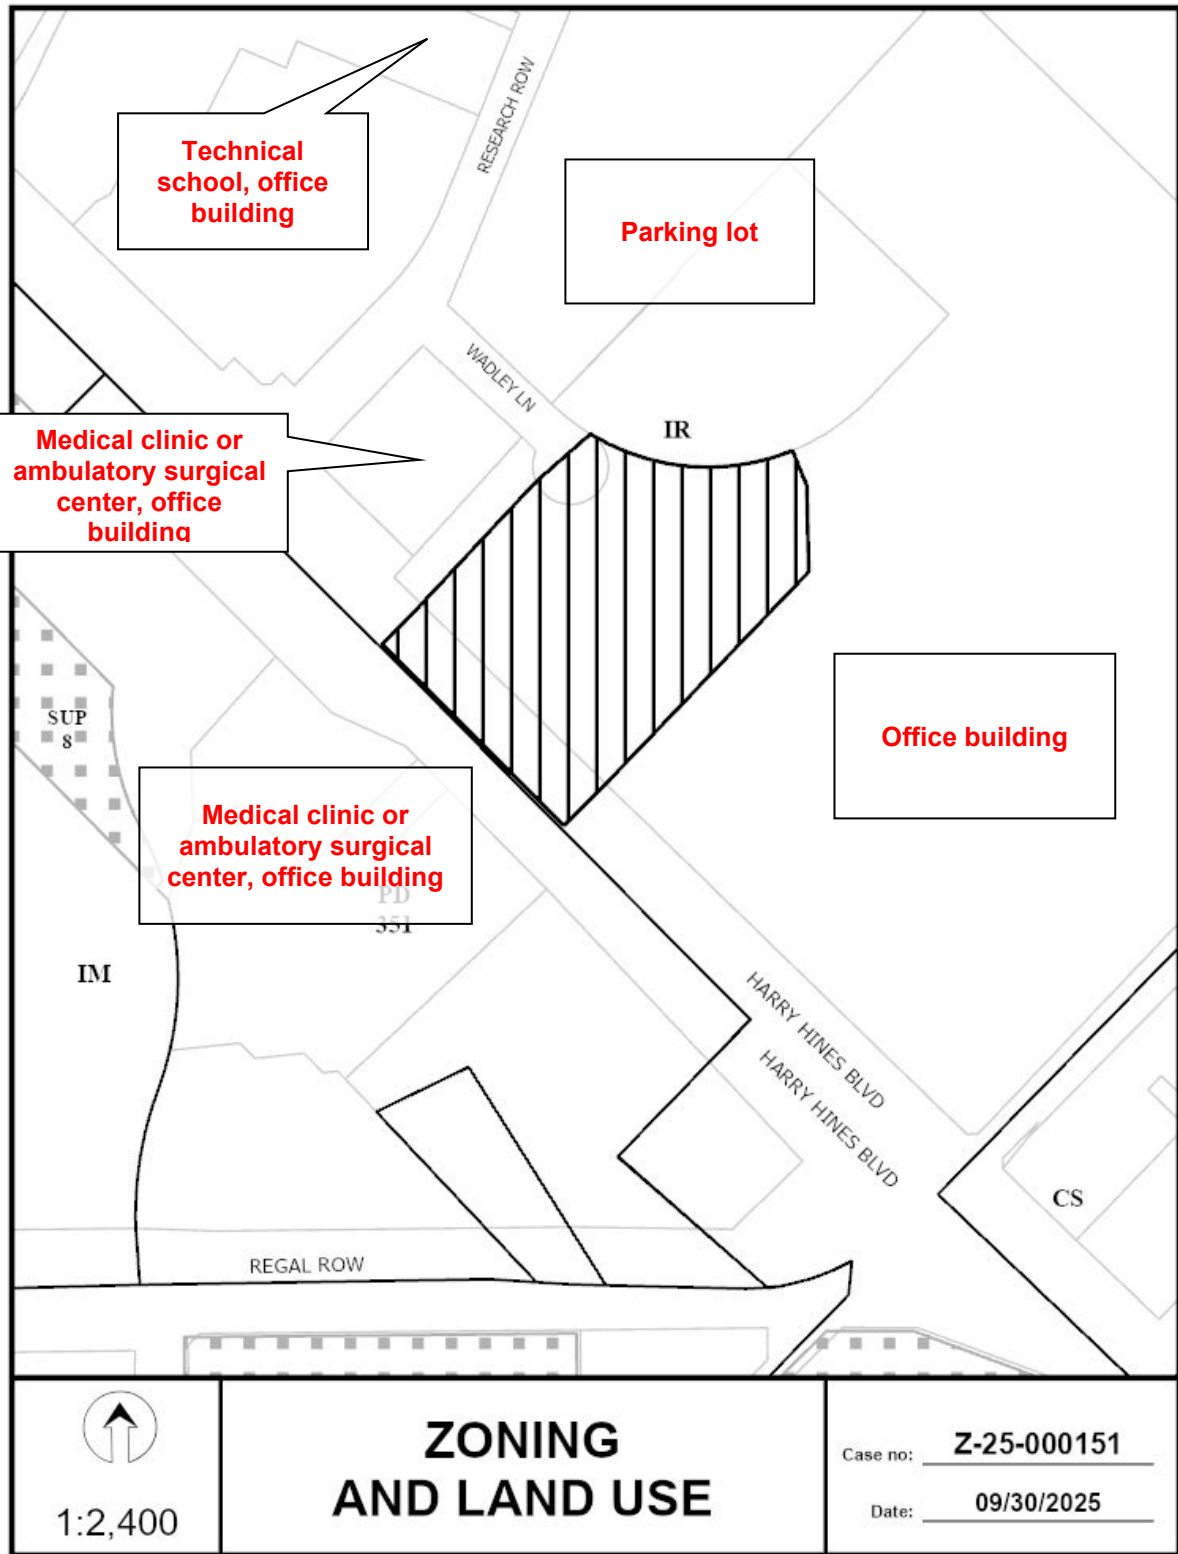 RESEARCH ROW
Technical
school, office
building
Parking lot
WADLEY LN
IR
Medical clinic or
ambulatory surgical
center, office
building
SUP
8
Office building
Medical clinic or
ambulatory surgical
center, office building
PD
351
IM
HARRY HINES BLVD
HARRY HINES BLVD
CS
REGAL ROW
1:2,400
ZONING
AND LAND USE
Case no: Z-25-000151
Date: 09/30/2025